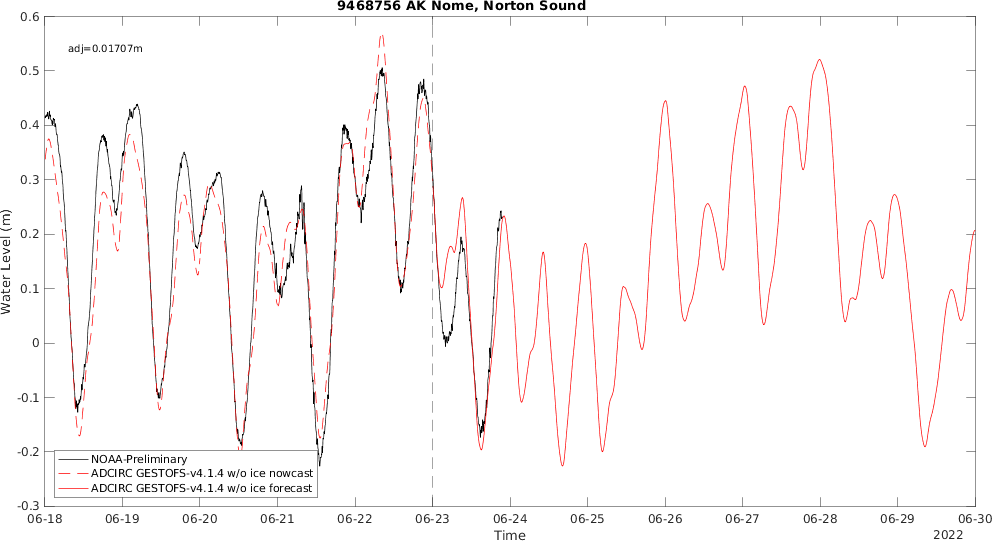 9468756 AK Nome, Norton Sound
adj=0.01707m
0.6
0.5
0.4
0.3
0.2
0.1
0
-0.1
-0.2
-0.3
Water Level (m)
NOAA-Preliminary
ADCIRC GESTOFS-v4.1.4 w/o ice nowcast
ADCIRC GESTOFS-v4.1.4 w/o ice forecast
06-18 06-19 06-20 06-21 06-22 06-23 06-24 06-25 06-26 06-27 06-28 06-29 06-30
Time
2022